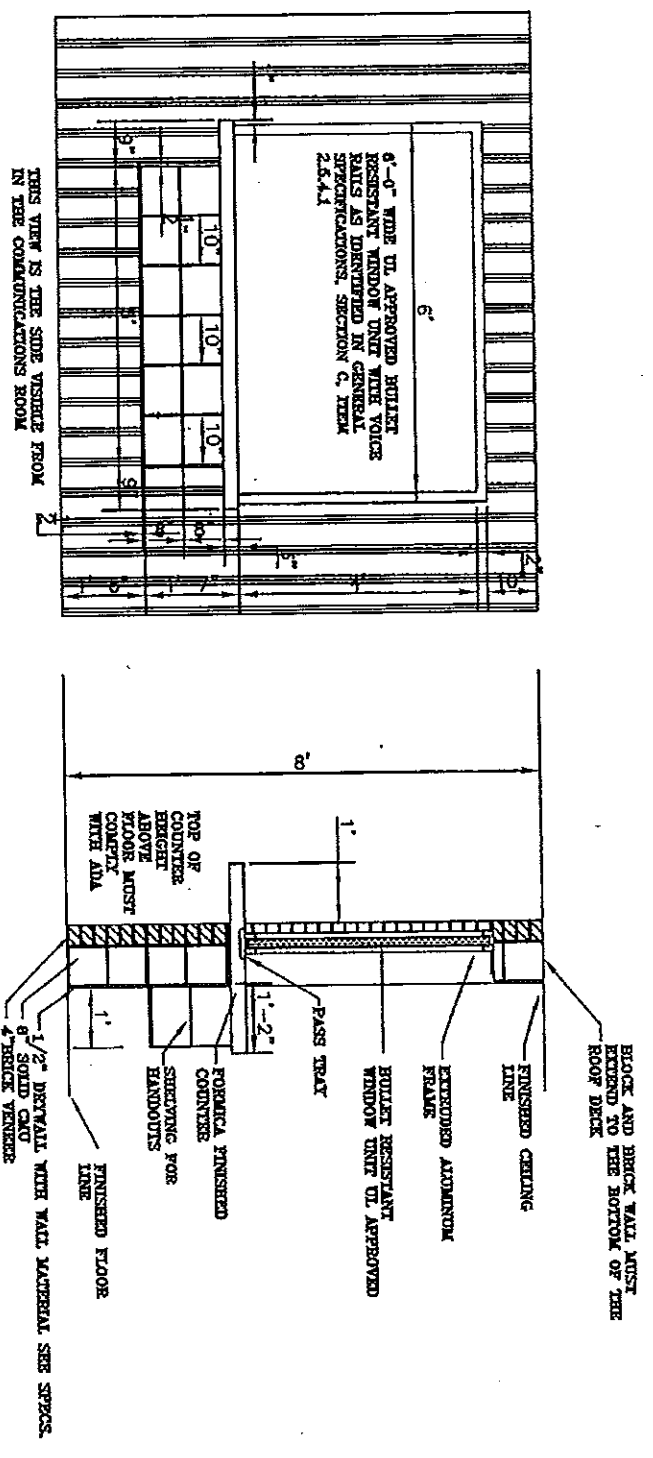 6'-0" WIDE UL APPROVED BULLET
RESISTANT WINDOW UNIT WITH VOICE
RAILS AS IDENTIFIED IN GENERAL
SPECIFICATIONS, SECTION C, ITEM
2.5.4.1
6'
9"
10"
10"
10"
5'
8"
8"
2"
10"
THIS VIEW IS THE SIDE VISIBLE FROM
IN THE COMMUNICATIONS ROOM
BLOCK AND BRICK WALL MUST
EXTEND TO THE BOTTOM OF THE
ROOF DECK
FINISHED CEILING
LINE
EXTRUDED ALUMINUM
FRAME
BULLET RESISTANT
WINDOW UNIT UL APPROVED
PASS TRAY
1'
8'
1'-2"
FORMICA FINISHED
COUNTER
SHELVING FOR
HANDOUTS
1'
TOP OF
COUNTER
HEIGHT
ABOVE
FLOOR MUST
COMPLY
WITH ADA
FINISHED FLOOR
LINE
1/2" DRYWALL WITH WALL MATERIAL SEE SPECS.
8" SOLID CMU
4" BRICK VENEER